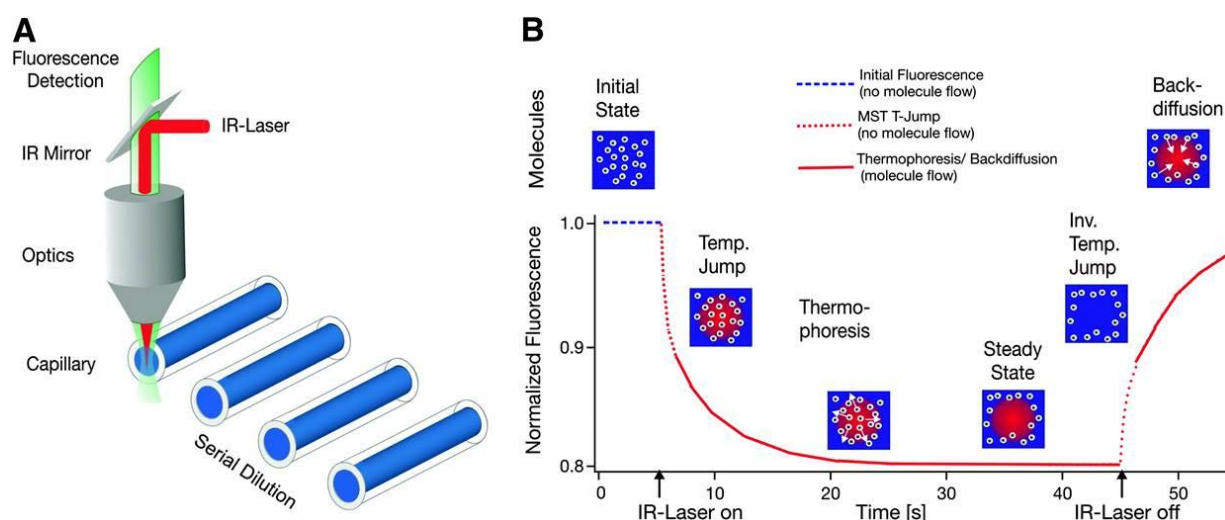 A
Fluorescence
Detection
IR-Laser
IR Mirror
Optics
Capillary
Serial Dilution
B
Molecules
Initial
State
Initial Fluorescence
(no molecule flow)
MST T-Jump
(no molecule flow)
Thermophoresis/ Backdiffusion
(molecule flow)
Back-
diffusion
Normalized Fluorescence
1.0
0.9
0.8
Temp.
Jump
Thermo-
phoresis
Steady
State
Inv.
Temp.
Jump
0 10 20 30 40 50
IR-Laser on
Time [s]
IR-Laser off